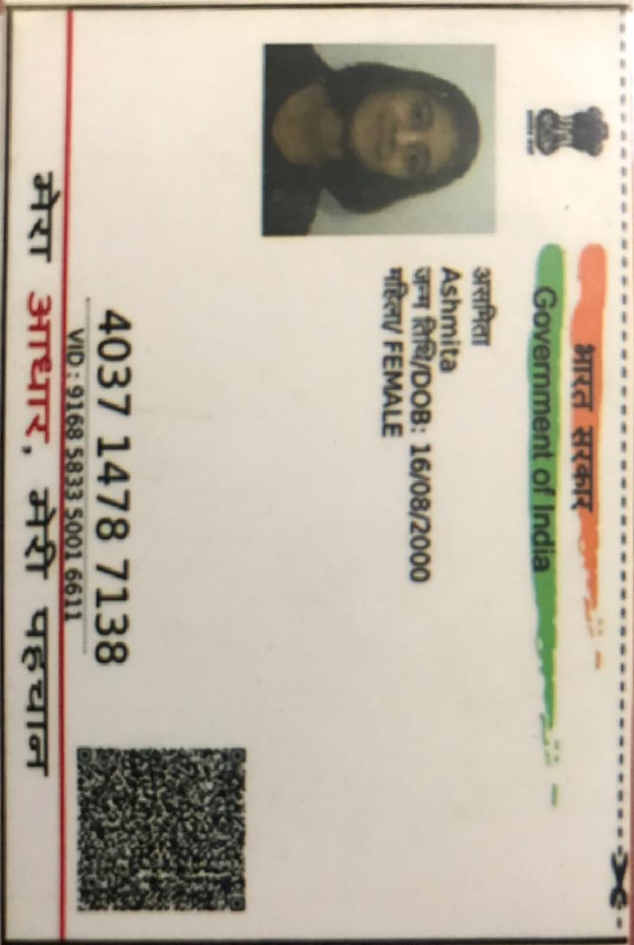 भारत सरकार
Government of India
असमिता
Ashmita
जन्म तिथि/DOB: 16/08/2000
महिला/ FEMALE
4037 1478 7138
VID : 9168 5833 5001 6611
मेरा आधार, मेरी पहचान